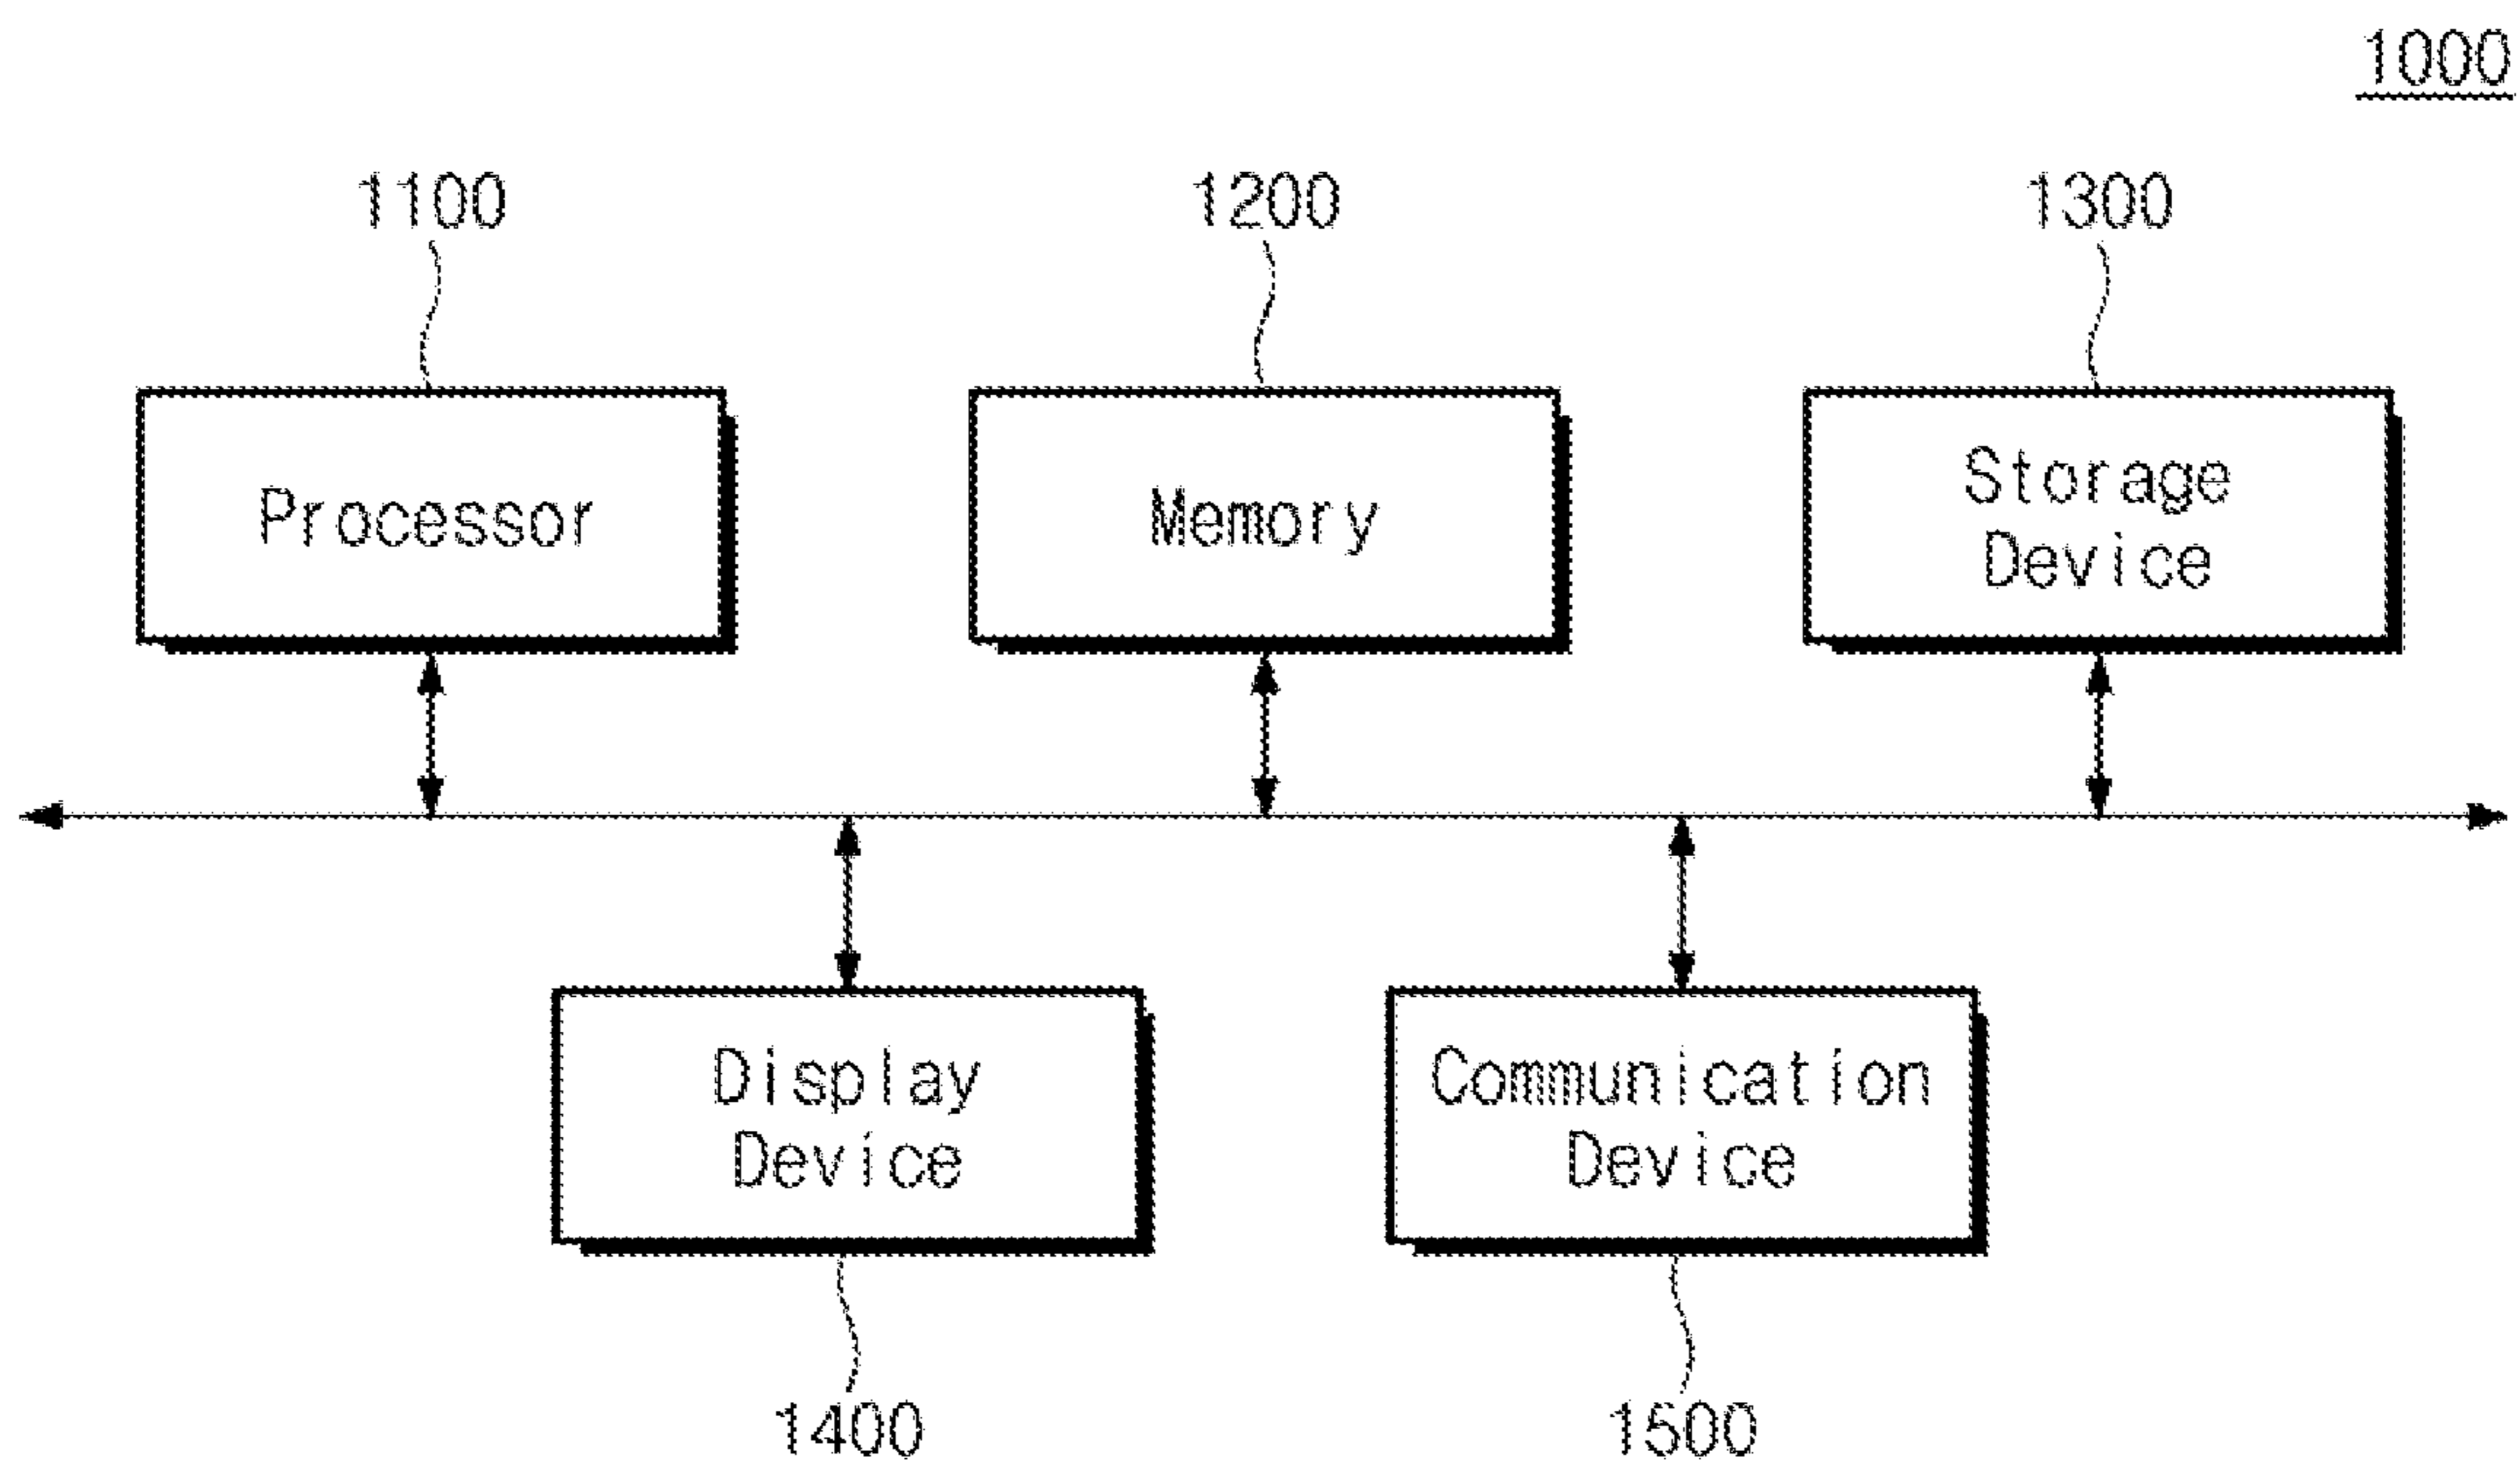 1000
1100
1200
1300
Processor
Memory
Storage
Device
Display
Device
Communication
Device
1400
1500